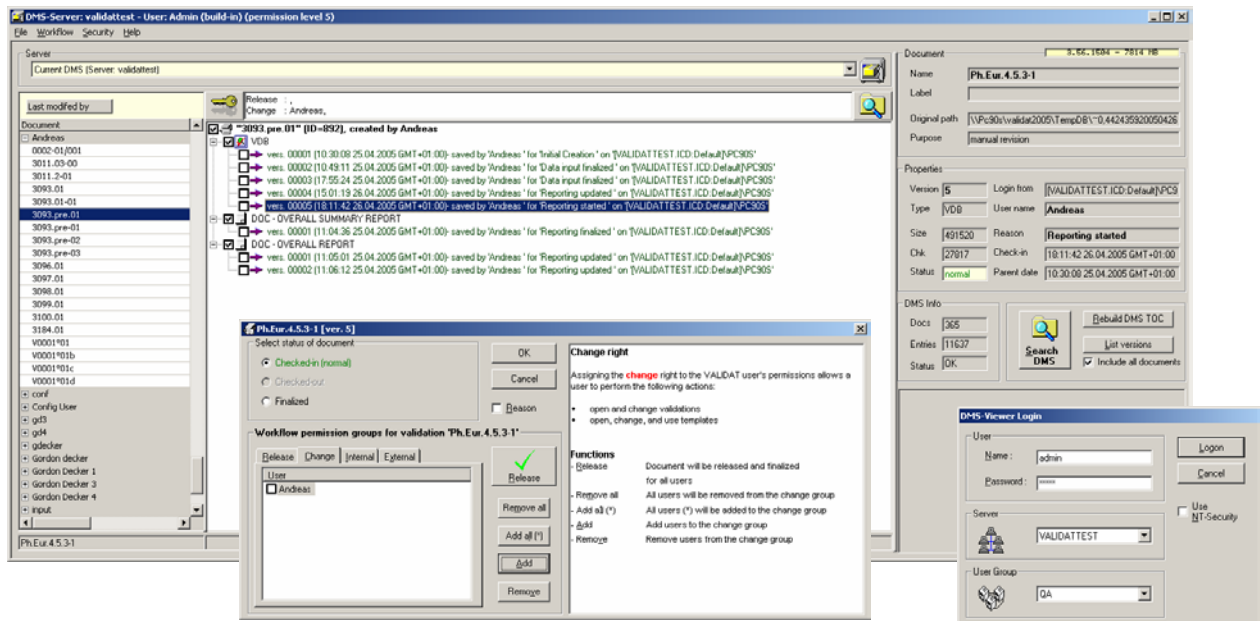 DMS-Server: validattest - User: Admin (build-in) (permission level 5)
File Workflow Security Help
Server
Current DMS (Server: validattest)
Last modifed by
Release : ,
Change : Andreas,
Document
Andreas
0002-01/001
3011.03-00
3011.2-01
3093.01
3093.01-01
3093.pre.01
3093.pre-01
3093.pre-02
3093.pre-03
3096.01
3097.01
3098.01
3099.01
3100.01
3184.01
V0001*01
V0001*01b
V0001*01c
V0001*01d
conf
Config User
gd3
gd4
gdecker
Gordon decker
Gordon Decker 1
Gordon Decker 3
Gordon Decker 4
input
Ph.Eur.4.5.3-1
"3093.pre.01" (ID=892), created by Andreas
VDB
vers. 00001 (10:30:08 25.04.2005 GMT+01:00)- saved by 'Andreas ' for 'Initial Creation ' on '[VALIDATTEST.ICD:Default]\PC90S'
vers. 00002 (10:49:11 25.04.2005 GMT+01:00)- saved by 'Andreas ' for 'Data input finalized ' on '[VALIDATTEST.ICD:Default]\PC90S'
vers. 00003 (17:55:24 25.04.2005 GMT+01:00)- saved by 'Andreas ' for 'Data input finalized ' on '[VALIDATTEST.ICD:Default]\PC90S'
vers. 00004 (15:01:19 26.04.2005 GMT+01:00)- saved by 'Andreas ' for 'Reporting updated ' on '[VALIDATTEST.ICD:Default]\PC90S'
vers. 00005 (18:11:42 26.04.2005 GMT+01:00)- saved by 'Andreas ' for 'Reporting started ' on '[VALIDATTEST.ICD:Default]\PC90S'
DOC - OVERALL SUMMARY REPORT
vers. 00001 (11:04:36 25.04.2005 GMT+01:00)- saved by 'Andreas ' for 'Reporting finalized ' on '[VALIDATTEST.ICD:Default]\PC90S'
DOC - OVERALL REPORT
vers. 00001 (11:05:01 25.04.2005 GMT+01:00)- saved by 'Andreas ' for 'Reporting updated ' on '[VALIDATTEST.ICD:Default]\PC90S'
vers. 00002 (11:06:12 25.04.2005 GMT+01:00)- saved by 'Andreas ' for 'Reporting updated ' on '[VALIDATTEST.ICD:Default]\PC90S'
Document
3.56.1504 - 7814 MB
Name Ph.Eur.4.5.3-1
Label
Original path \\Pc90s\validat2005\TempDB\~0,442435920050426
Purpose manual revision
Properties
Version 5 Login from [VALIDATTEST.ICD:Default]\PC9
Type VDB User name Andreas
Size 491520 Reason Reporting started
Chk. 27817 Check-in 18:11:42 26.04.2005 GMT+01:00
Status normal Parent date 10:30:08 25.04.2005 GMT+01:00
DMS Info
Docs 365
Entries 11637
Status OK
Search DMS
Rebuild DMS TOC
List versions
Include all documents
Ph.Eur.4.5.3-1 [ver. 5]
Select status of document
Checked-in (normal)
Checked-out
Finalized
OK
Cancel
Reason
Workflow permission groups for validation 'Ph.Eur.4.5.3-1'
Release Change Internal External
User
Andreas
Release
Remove all
Add all (*)
Add
Remove
Change right
Assigning the change right to the VALIDAT user's permissions allows a
user to perform the following actions:
• open and change validations
• open, change, and use templates
Functions
- Release Document will be released and finalized
for all users
- Remove all All users will be removed from the change group
- Add all (*) All users (*) will be added to the change group
- Add Add users to the change group
- Remove Remove users from the change group
DMS-Viewer Login
User
Name : admin
Password : *****
Logon
Cancel
Use
NT-Security
Server
VALIDATTEST
User Group
QA